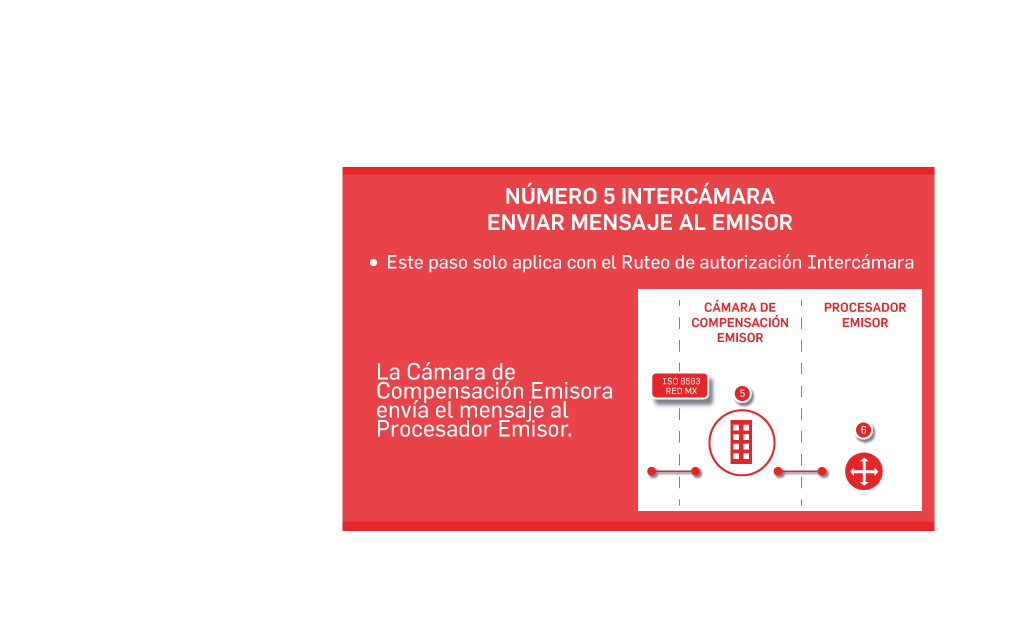 NÚMERO 5 INTERCÁMARA
ENVIAR MENSAJE AL EMISOR
• Este paso solo aplica con el Ruteo de autorización Intercámara
La Cámara de
Compensación Emisora
envía el mensaje al
Procesador Emisor.
CÁMARA DE
COMPENSACIÓN
EMISOR
PROCESADOR
EMISOR
ISO 8583
RED MX
5
6